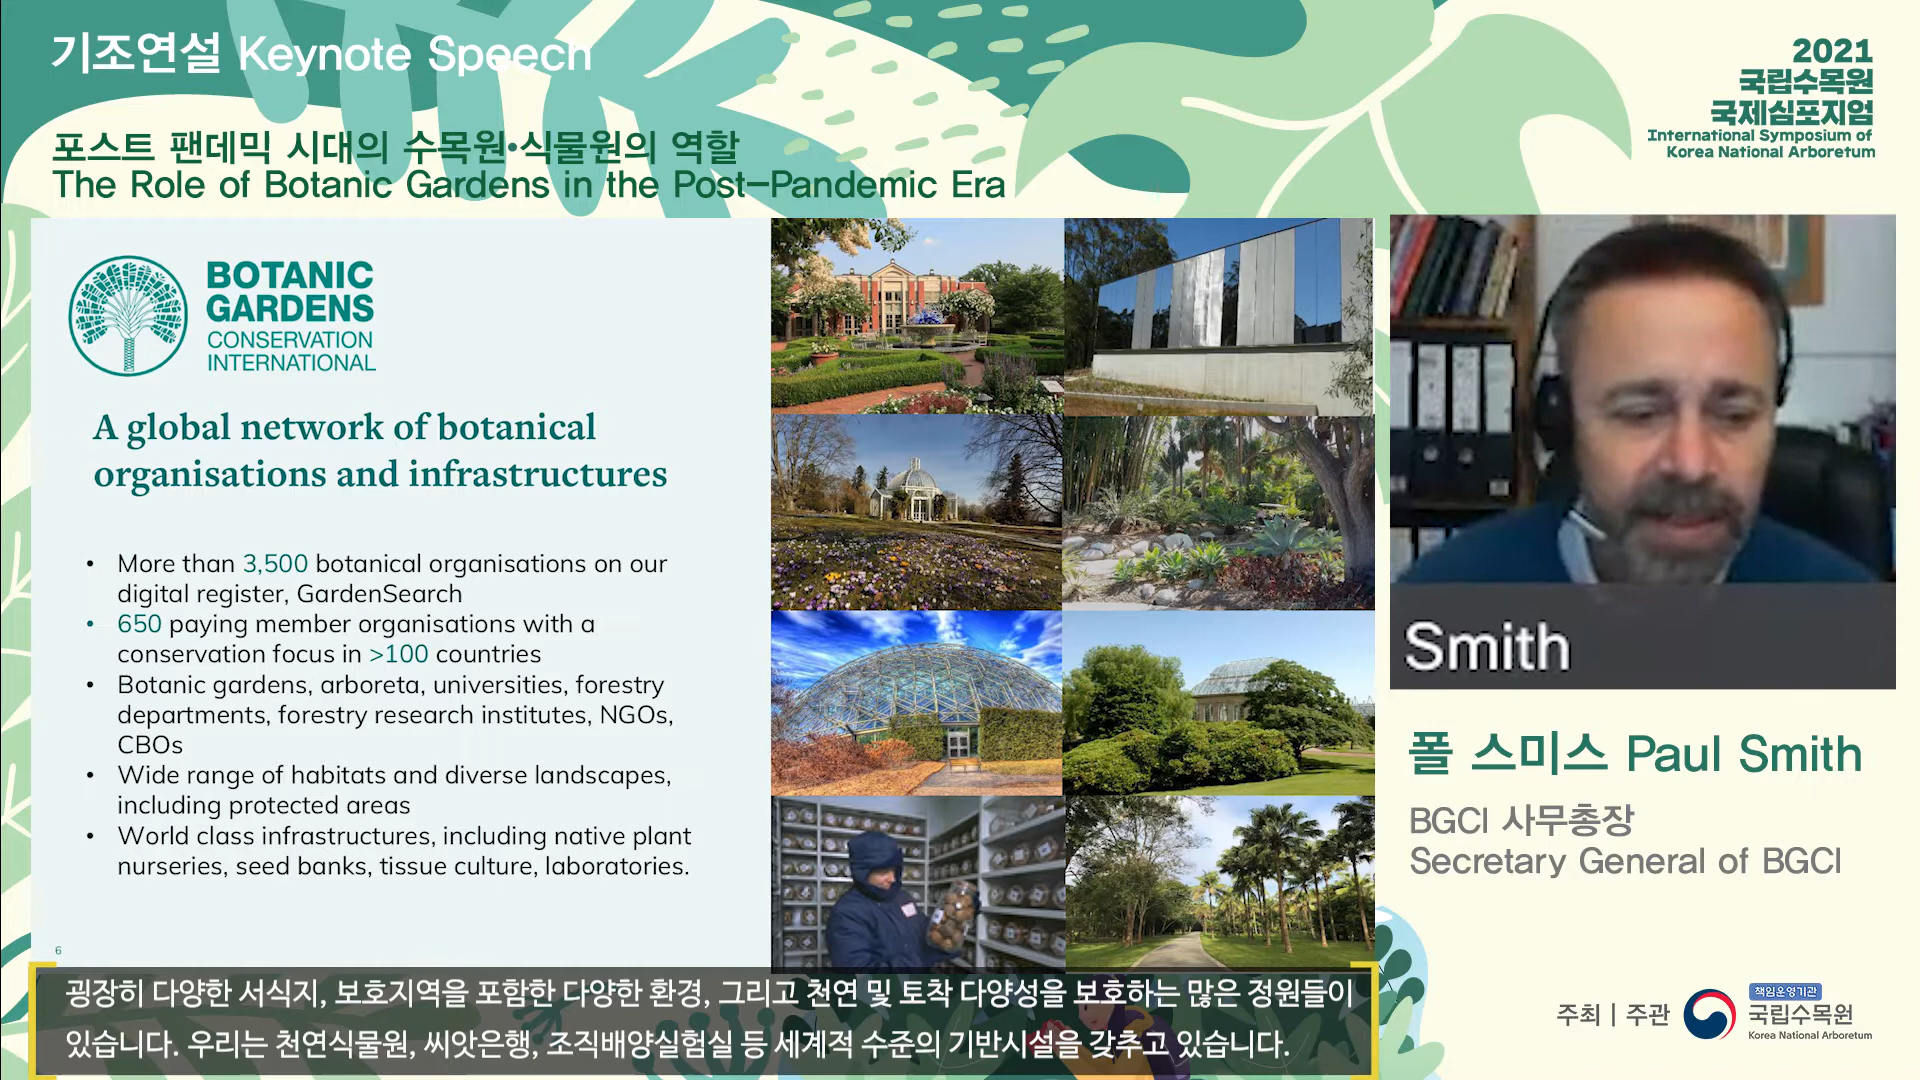 기조연설 Keynote Speech
포스트 팬데믹 시대의 수목원•식물원의 역할
The Role of Botanic Gardens in the Post-Pandemic Era
2021
국립수목원
국제심포지엄
International Symposium of
Korea National Arboretum
BOTANIC
GARDENS
CONSERVATION
INTERNATIONAL
A global network of botanical
organisations and infrastructures
• More than 3,500 botanical organisations on our
digital register, GardenSearch
• 650 paying member organisations with a
conservation focus in >100 countries
• Botanic gardens, arboreta, universities, forestry
departments, forestry research institutes, NGOs,
CBOs
• Wide range of habitats and diverse landscapes,
including protected areas
• World class infrastructures, including native plant
nurseries, seed banks, tissue culture, laboratories.
6
Smith
폴 스미스 Paul Smith
BGCI 사무총장
Secretary General of BGCI
굉장히 다양한 서식지, 보호지역을 포함한 다양한 환경, 그리고 천연 및 토착 다양성을 보호하는 많은 정원들이
있습니다. 우리는 천연식물원, 씨앗은행, 조직배양실험실 등 세계적 수준의 기반시설을 갖추고 있습니다.
주최 | 주관
책임운영기관
국립수목원
Korea National Arboretum